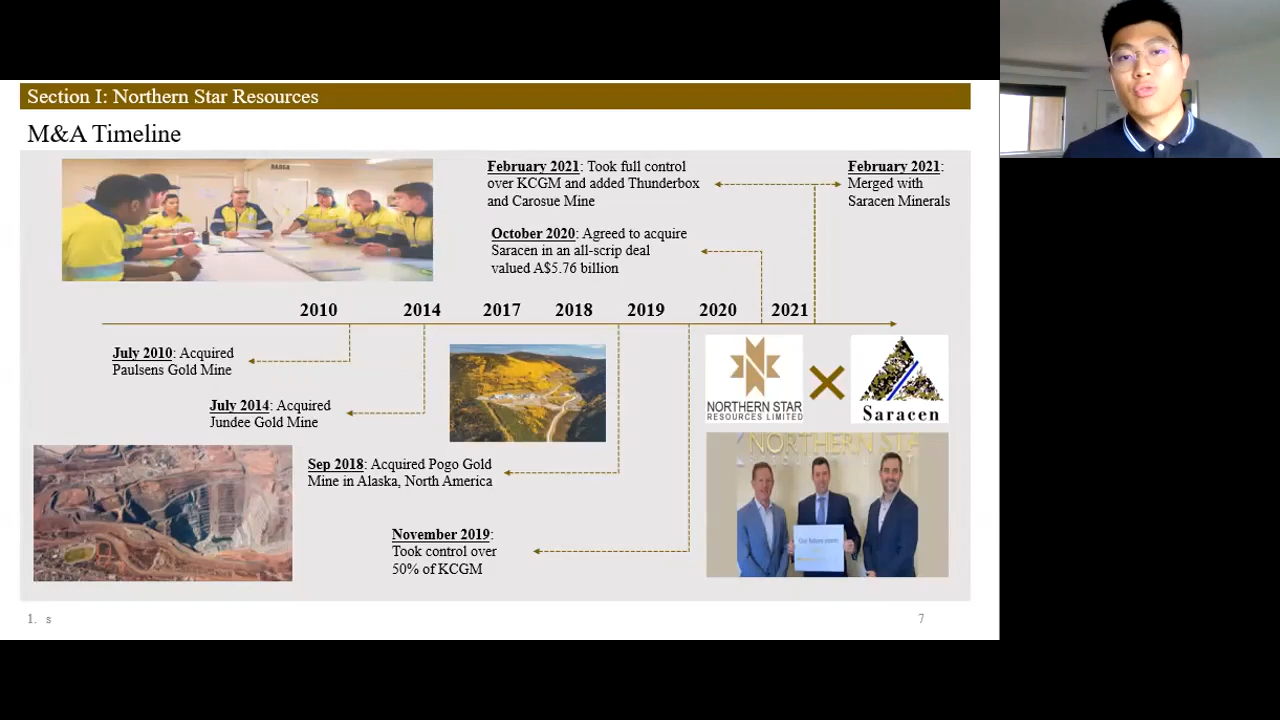 Section I: Northern Star Resources
M&A Timeline
February 2021: Took full control
over KCGM and added Thunderbox
and Carosue Mine
February 2021:
Merged with
Saracen Minerals
October 2020: Agreed to acquire
Saracen in an all-scrip deal
valued A$5.76 billion
2010 2014 2017 2018 2019 2020 2021
July 2010: Acquired
Paulsens Gold Mine
July 2014: Acquired
Jundee Gold Mine
Sep 2018: Acquired Pogo Gold
Mine in Alaska, North America
November 2019:
Took control over
50% of KCGM
NORTHERN STAR
RESOURCES LIMITED
Saracen
NORTHERN
1. s
7